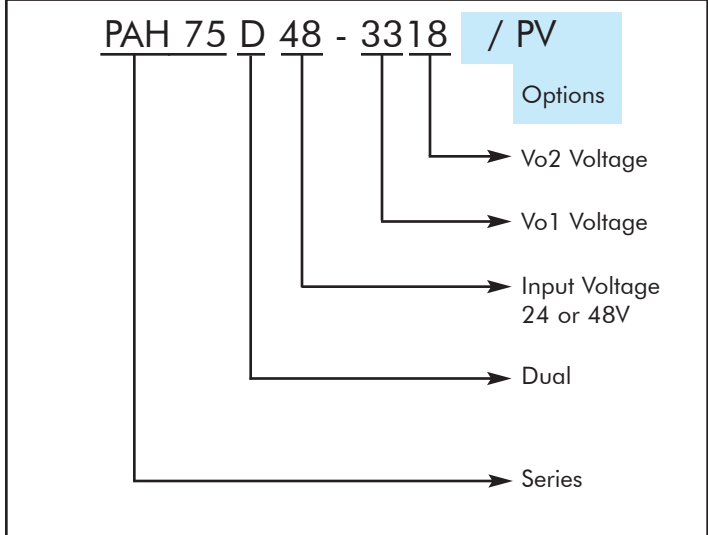 PAH 75 D 48 - 3318 / PV
Options
Vo2 Voltage
Vo1 Voltage
Input Voltage
24 or 48V
Dual
Series